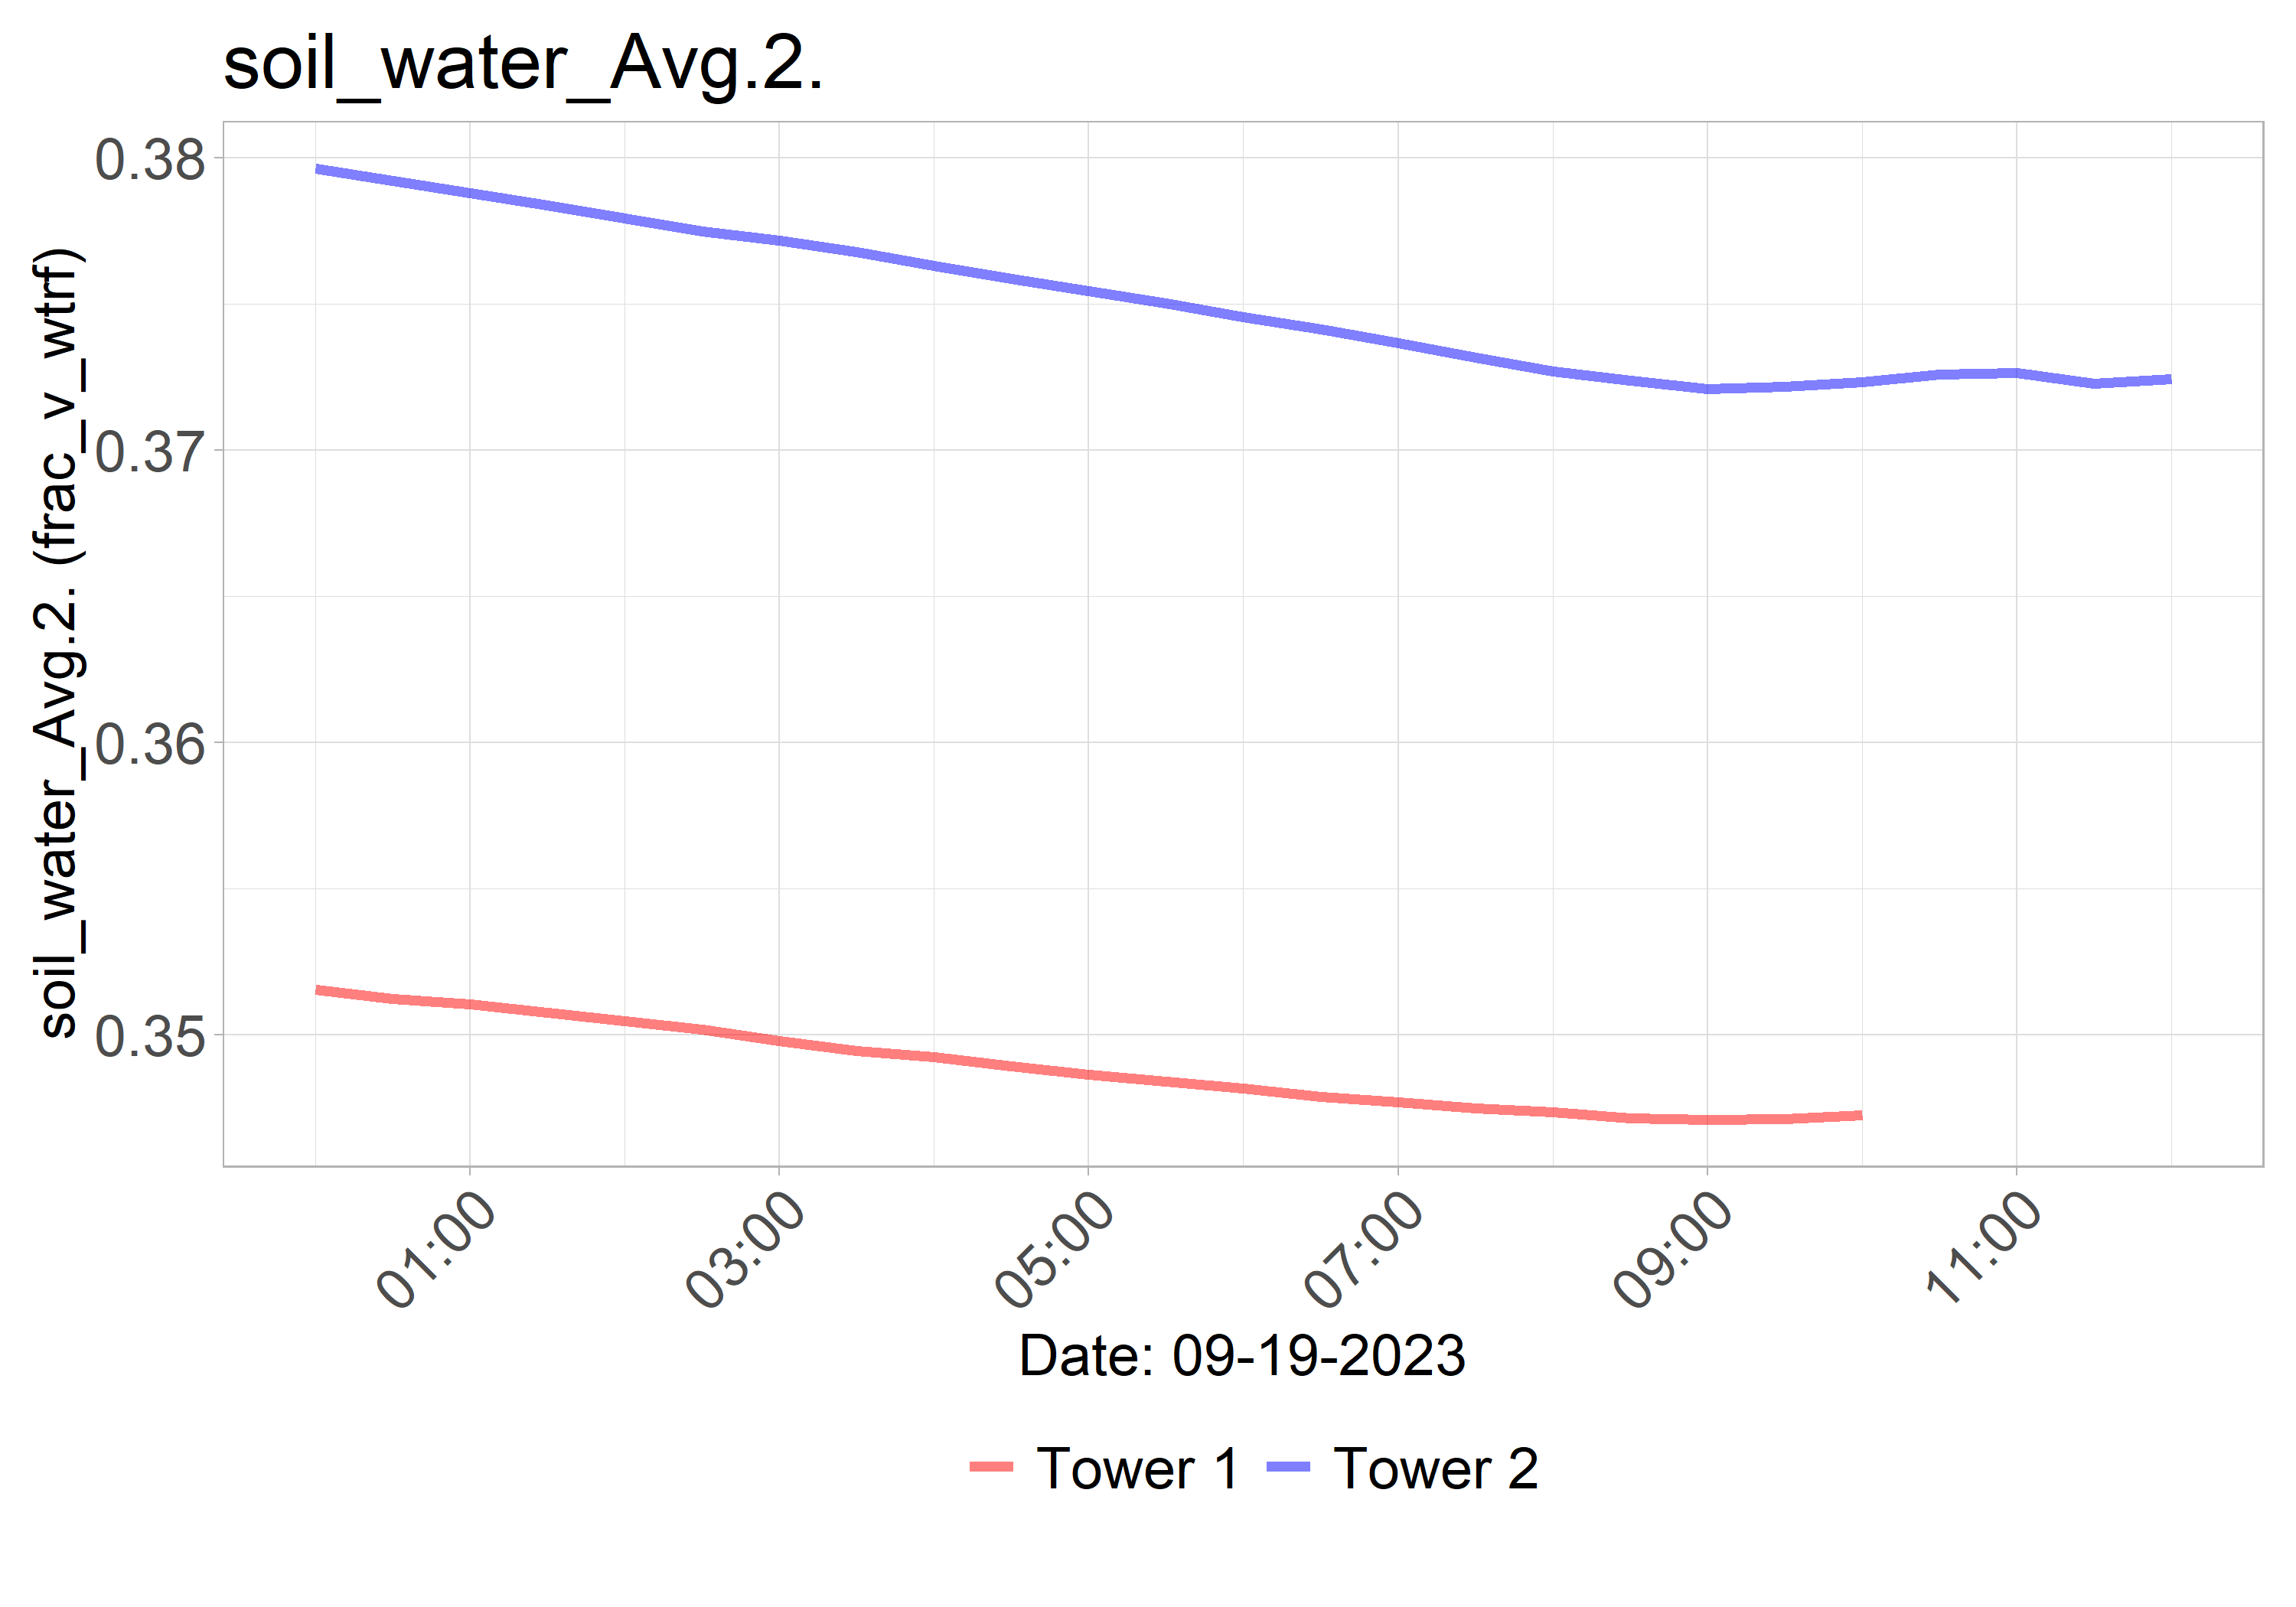 soil_water_Avg.2.
soil_water_Avg.2. (frac_v_wtrf)
0.38
0.37
0.36
0.35
01:00
03:00
05:00
07:00
09:00
11:00
Date: 09-19-2023
Tower 1
Tower 2